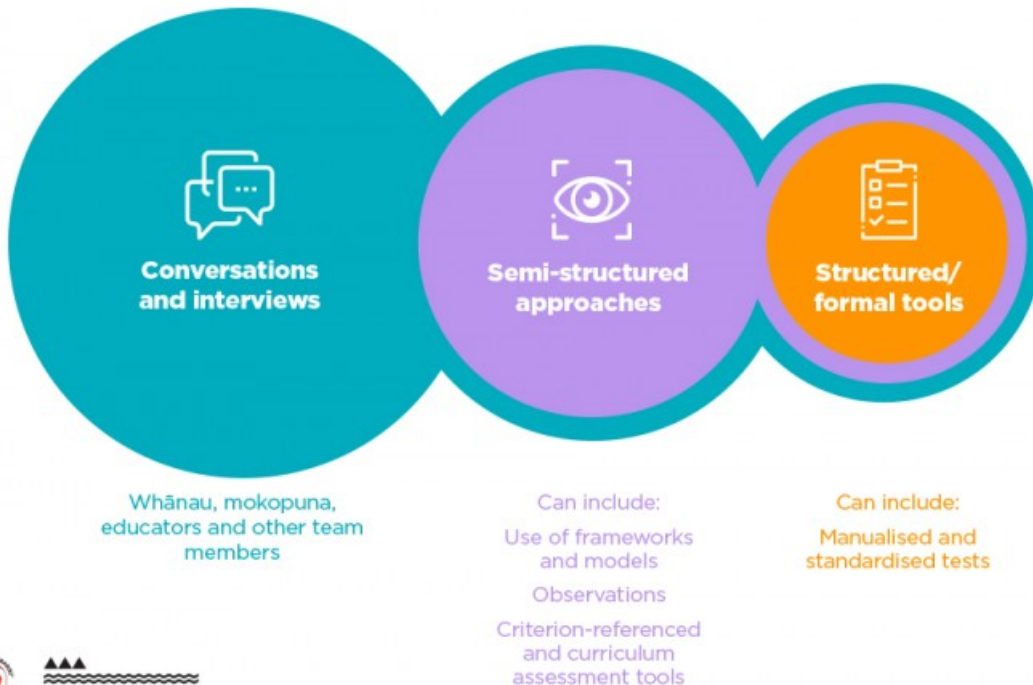 Conversations
and interviews
Semi-structured
approaches
Structured/
formal tools
Whānau, mokopuna,
educators and other team
members
Can include:
Use of frameworks
and models
Observations
Criterion-referenced
and curriculum
assessment tools
Can include:
Manualised and
standardised tests